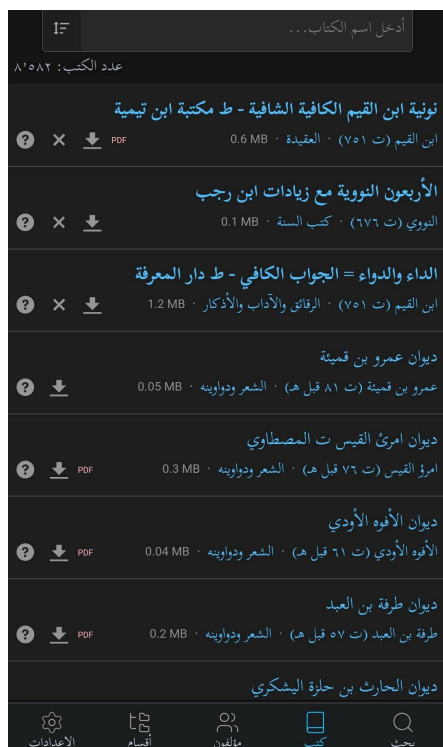 أدخل اسم الكتاب...
عدد الكتب: ٨٬٥٨٢
نونية ابن القيم الكافية الشافية - ط مكتبة ابن تيمية
ابن القيم (ت ٧٥١) · العقيدة · 0.6 MB PDF
الأربعون النووية مع زيادات ابن رجب
النووي (ت ٦٧٦) · كتب السنة · 0.1 MB
الداء والدواء = الجواب الكافي - ط دار المعرفة
ابن القيم (ت ٧٥١) · الرقائق والآداب والأذكار · 1.2 MB
ديوان عمرو بن قميئة
عمرو بن قميئة (ت ٨١ قبل هـ) · الشعر ودواوينه · 0.05 MB
ديوان امرئ القيس ت المصطاوي
امرؤ القيس (ت ٧٦ قبل هـ) · الشعر ودواوينه · 0.3 MB PDF
ديوان الأفوه الأودي
الأفوه الأودي (ت ٦١ قبل هـ) · الشعر ودواوينه · 0.04 MB PDF
ديوان طرفة بن العبد
طرفة بن العبد (ت ٥٧ قبل هـ) · الشعر ودواوينه · 0.2 MB PDF
ديوان الحارث بن حلزة اليشكري
بحث كتب مؤلفون أقسام الاعدادات